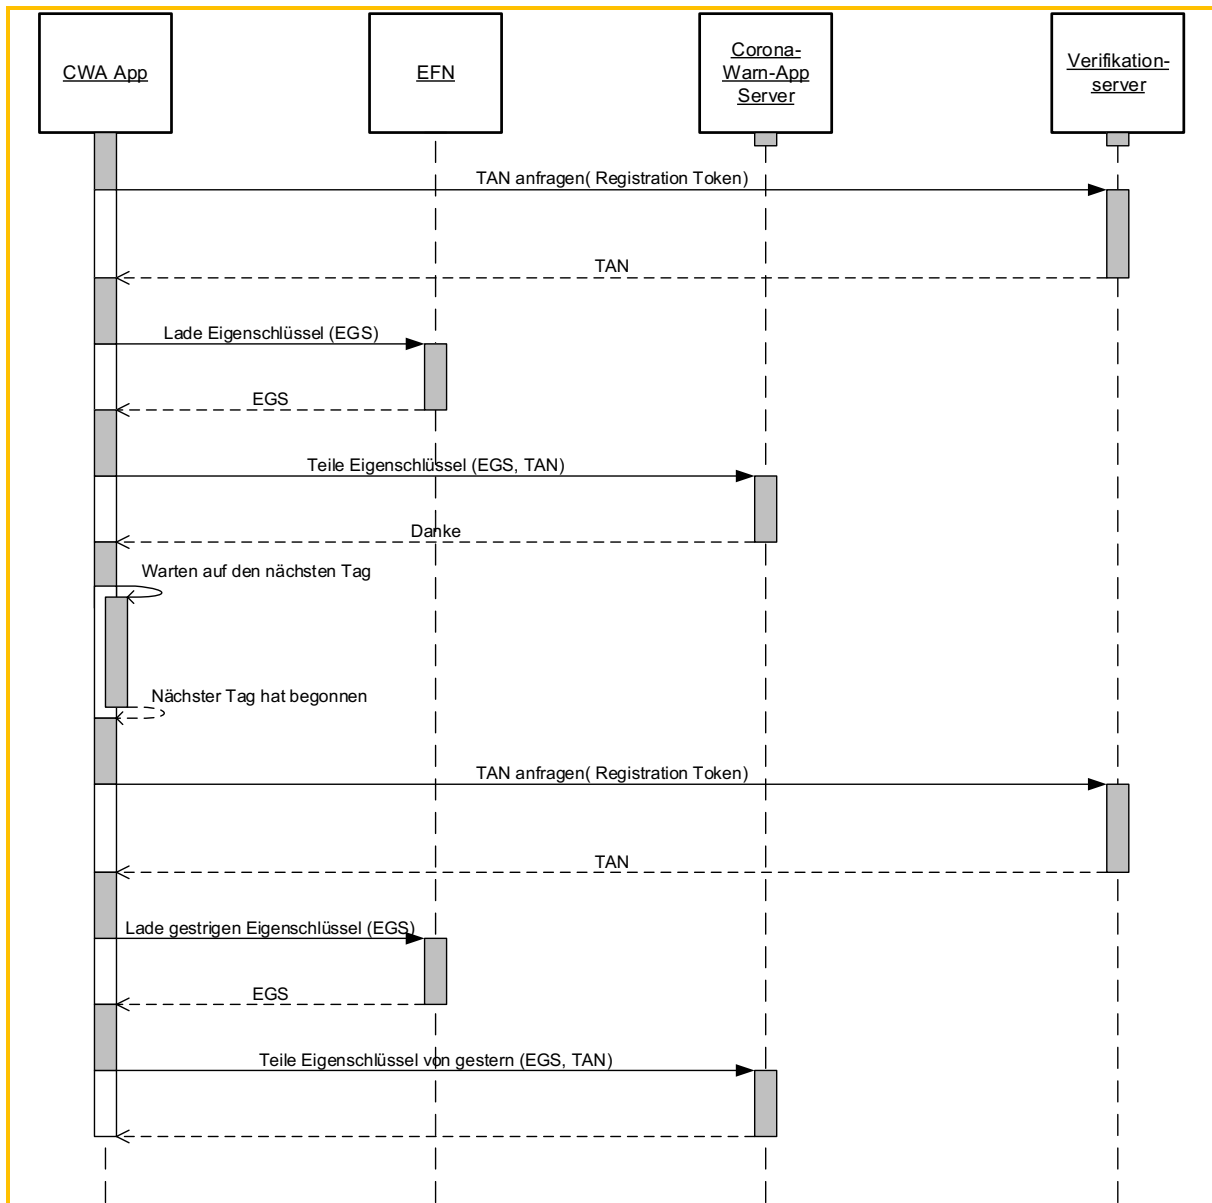 CWA App
EFN
Corona-
Warn-App
Server
Verifikation-
server
TAN anfragen( Registration Token)
TAN
Lade Eigenschlüssel (EGS)
EGS
Teile Eigenschlüssel (EGS, TAN)
Danke
Warten auf den nächsten Tag
Nächster Tag hat begonnen
TAN anfragen( Registration Token)
TAN
Lade gestrigen Eigenschlüssel (EGS)
EGS
Teile Eigenschlüssel von gestern (EGS, TAN)